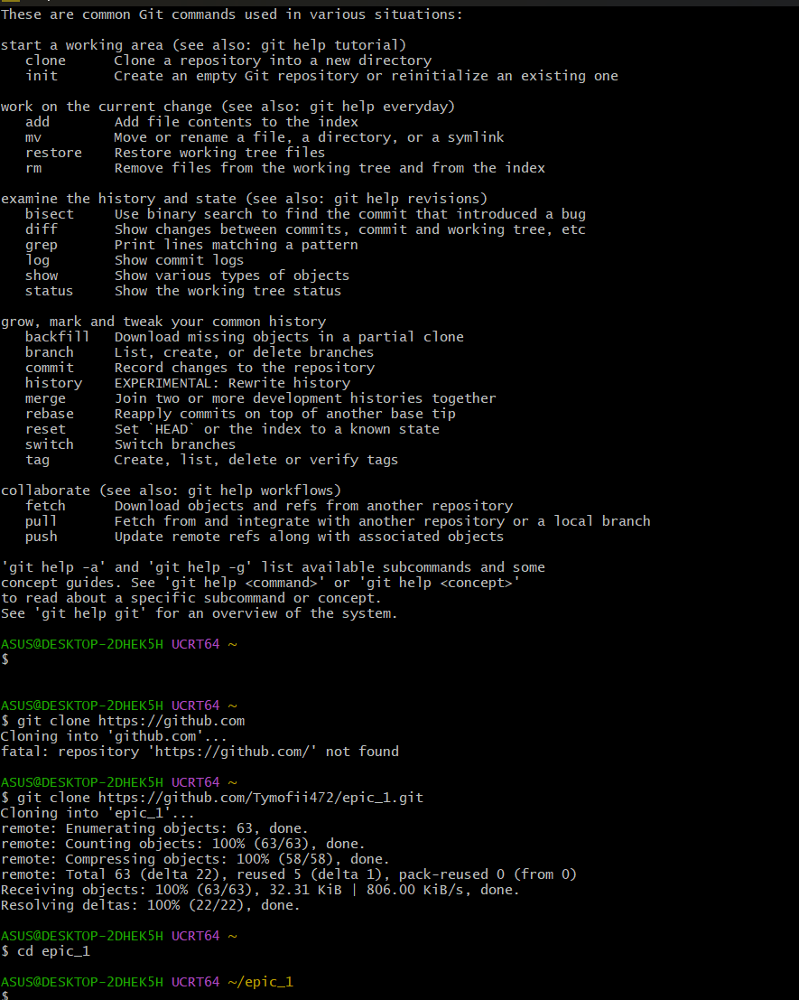 These are common Git commands used in various situations:

start a working area (see also: git help tutorial)
   clone      Clone a repository into a new directory
   init       Create an empty Git repository or reinitialize an existing one

work on the current change (see also: git help everyday)
   add        Add file contents to the index
   mv         Move or rename a file, a directory, or a symlink
   restore    Restore working tree files
   rm         Remove files from the working tree and from the index

examine the history and state (see also: git help revisions)
   bisect     Use binary search to find the commit that introduced a bug
   diff       Show changes between commits, commit and working tree, etc
   grep       Print lines matching a pattern
   log        Show commit logs
   show       Show various types of objects
   status     Show the working tree status

grow, mark and tweak your common history
   backfill   Download missing objects in a partial clone
   branch     List, create, or delete branches
   commit     Record changes to the repository
   history    EXPERIMENTAL: Rewrite history
   merge      Join two or more development histories together
   rebase     Reapply commits on top of another base tip
   reset      Set `HEAD` or the index to a known state
   switch     Switch branches
   tag        Create, list, delete or verify tags

collaborate (see also: git help workflows)
   fetch      Download objects and refs from another repository
   pull       Fetch from and integrate with another repository or a local branch
   push       Update remote refs along with associated objects

'git help -a' and 'git help -g' list available subcommands and some
concept guides. See 'git help <command>' or 'git help <concept>'
to read about a specific subcommand or concept.
See 'git help git' for an overview of the system.

ASUS@DESKTOP-2DHEK5H UCRT64 ~
$

ASUS@DESKTOP-2DHEK5H UCRT64 ~
$ git clone https://github.com
Cloning into 'github.com'...
fatal: repository 'https://github.com/' not found

ASUS@DESKTOP-2DHEK5H UCRT64 ~
$ git clone https://github.com/Tymofii472/epic_1.git
Cloning into 'epic_1'...
remote: Enumerating objects: 63, done.
remote: Counting objects: 100% (63/63), done.
remote: Compressing objects: 100% (58/58), done.
remote: Total 63 (delta 22), reused 5 (delta 1), pack-reused 0 (from 0)
Receiving objects: 100% (63/63), 32.31 KiB | 806.00 KiB/s, done.
Resolving deltas: 100% (22/22), done.

ASUS@DESKTOP-2DHEK5H UCRT64 ~
$ cd epic_1

ASUS@DESKTOP-2DHEK5H UCRT64 ~/epic_1
$